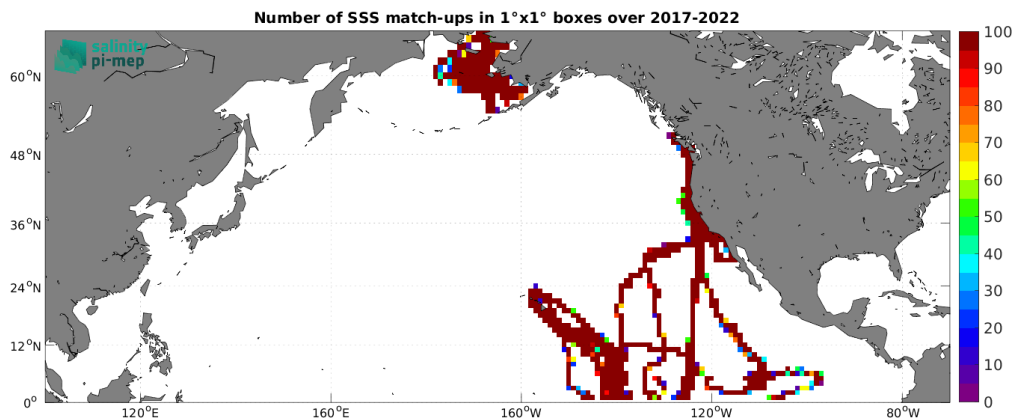 Number of SSS match-ups in 1°x1° boxes over 2017-2022
salinity
pi-mep
60°N
48°N
36°N
24°N
12°N
0°
120°E
160°E
160°W
120°W
80°W
100
90
80
70
60
50
40
30
20
10
0